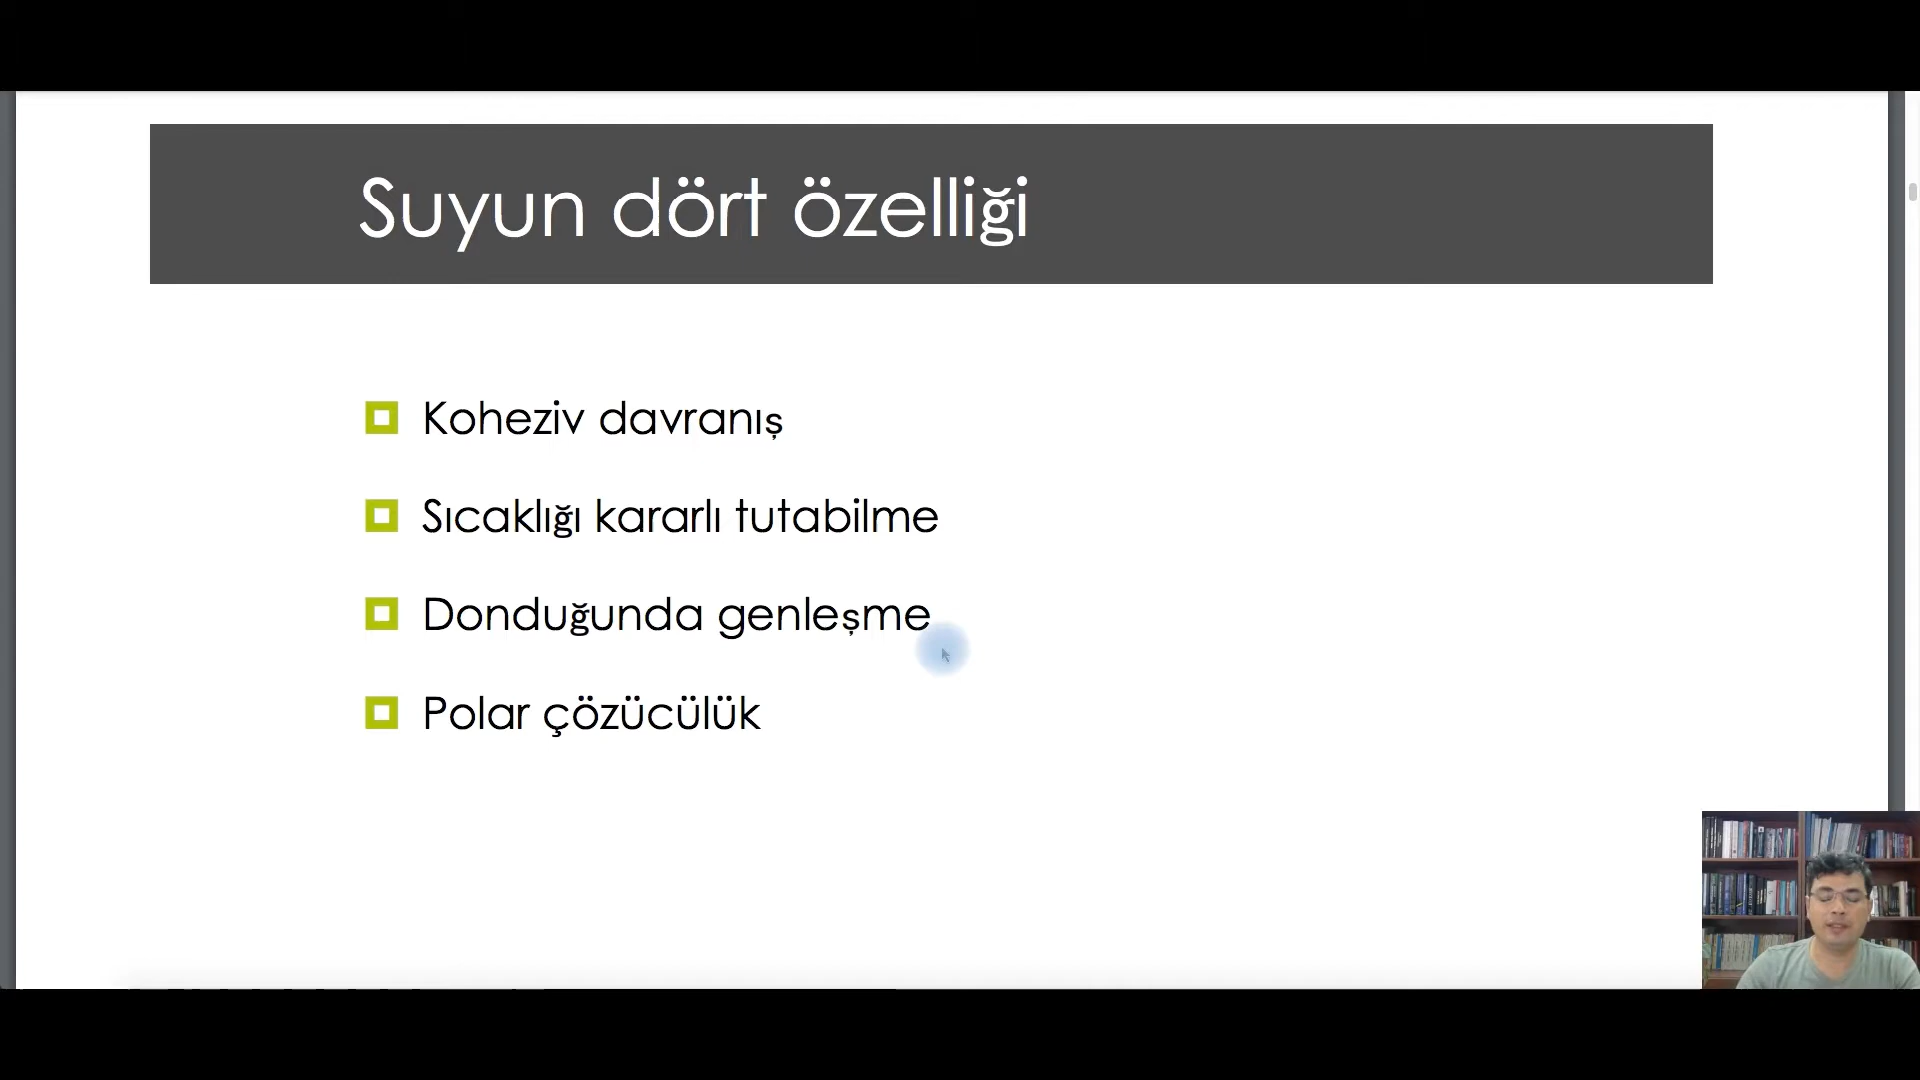 Suyun dört özelliği
Koheziv davranış
Sıcaklığı kararlı tutabilme
Donduğunda genleşme
Polar çözücülük